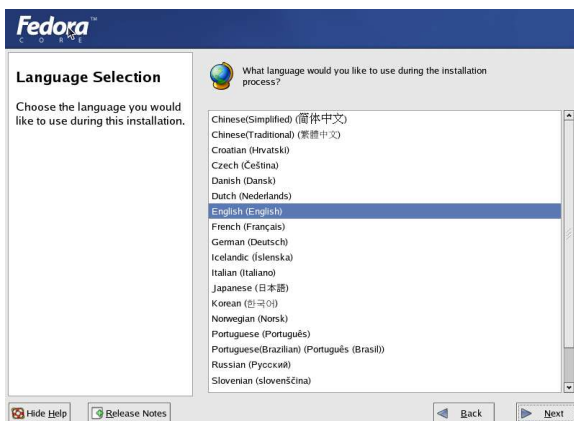 Fedora™
CORE
Language Selection
Choose the language you would
like to use during this installation.
What language would you like to use during the installation
process?
Chinese(Simplified) (简体中文)
Chinese(Traditional) (繁體中文)
Croatian (Hrvatski)
Czech (Čeština)
Danish (Dansk)
Dutch (Nederlands)
English (English)
French (Français)
German (Deutsch)
Icelandic (Íslenska)
Italian (Italiano)
Japanese (日本語)
Korean (한국어)
Norwegian (Norsk)
Portuguese (Português)
Portuguese(Brazilian) (Português (Brasil))
Russian (Русский)
Slovenian (slovenščina)
Hide Help
Release Notes
Back
Next